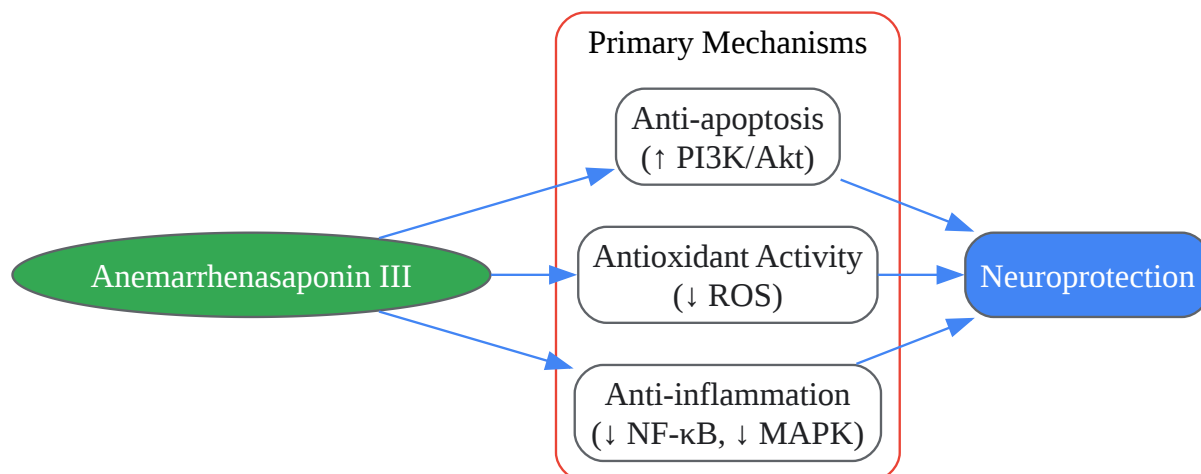 Primary Mechanisms
Anti-apoptosis
(↑ PI3K/Akt)
Anemarrhenasaponin III
Antioxidant Activity
(↓ ROS)
Neuroprotection
Anti-inflammation
(↓ NF-κB, ↓ MAPK)